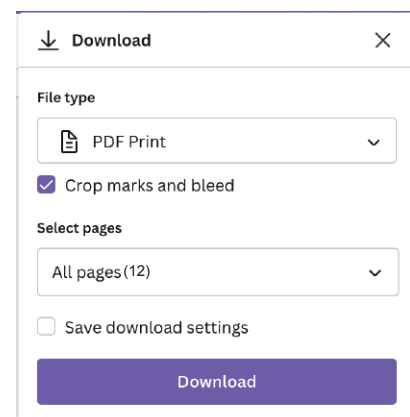 Download
File type
PDF Print
Crop marks and bleed
Select pages
All pages (12)
Save download settings
Download